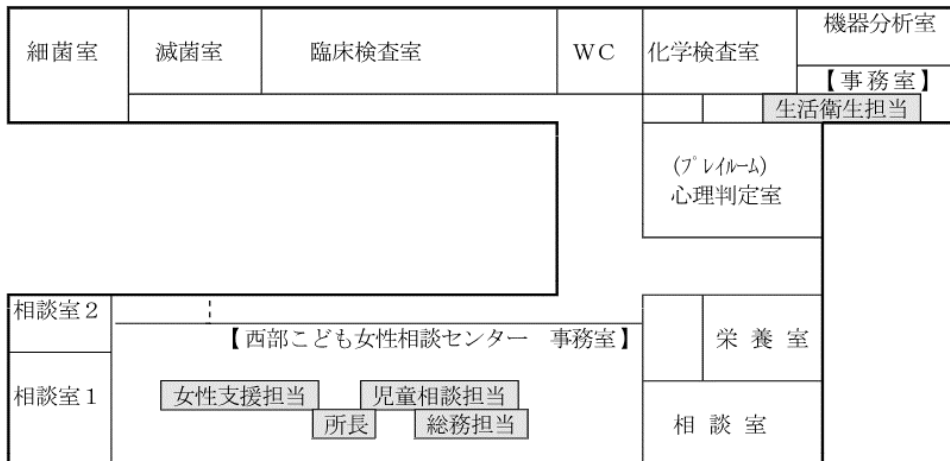 機器分析室
細菌室 滅菌室 臨床検査室 WC 化学検査室
【事務室】
生活衛生担当
(プレイルーム)
心理判定室
相談室2
【西部こども女性相談センター 事務室】 栄養室
相談室1 女性支援担当 児童相談担当
所長 総務担当 相談室